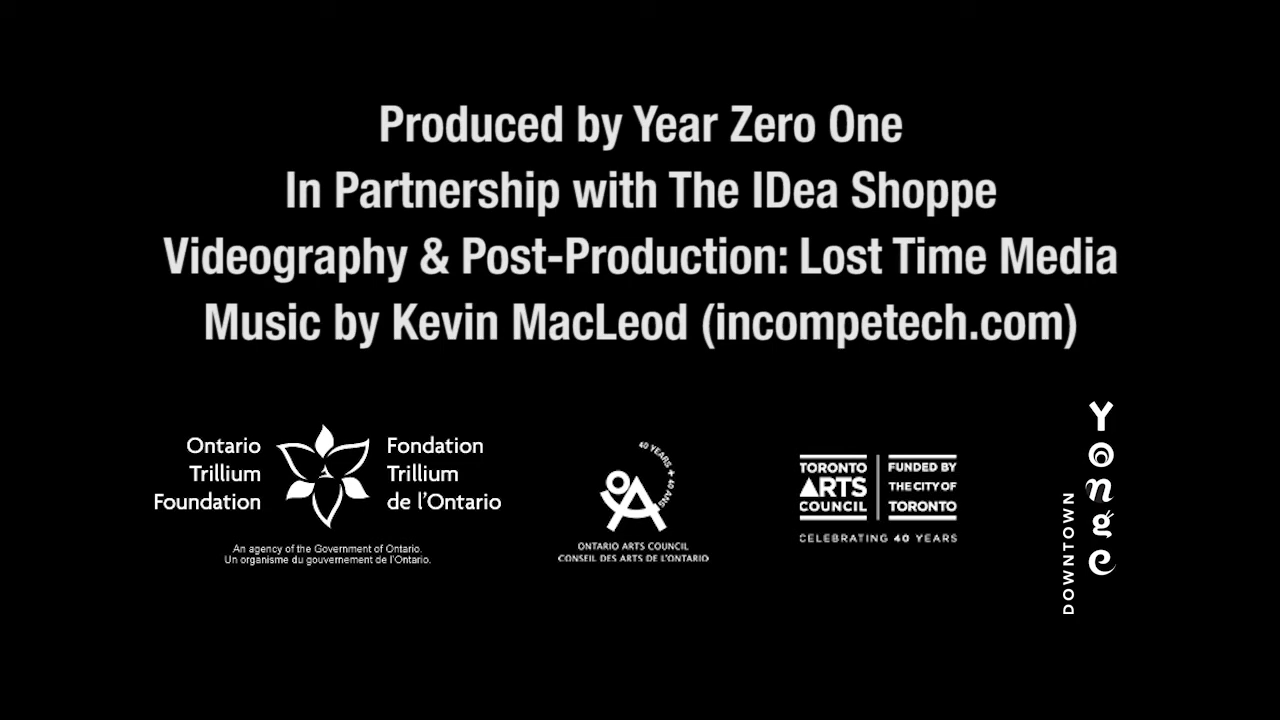 Produced by Year Zero One
In Partnership with The IDea Shoppe
Videography & Post-Production: Lost Time Media
Music by Kevin MacLeod (incompetech.com)
Ontario
Trillium
Foundation
Fondation
Trillium
de l'Ontario
An agency of the Government of Ontario.
Un organisme du gouvernement de l'Ontario.
40 YEARS + 40 ANS
OA
ONTARIO ARTS COUNCIL
CONSEIL DES ARTS DE L'ONTARIO
TORONTO
ARTS
COUNCIL
FUNDED BY
THE CITY OF
TORONTO
CELEBRATING 40 YEARS
DOWNTOWN
Yonge